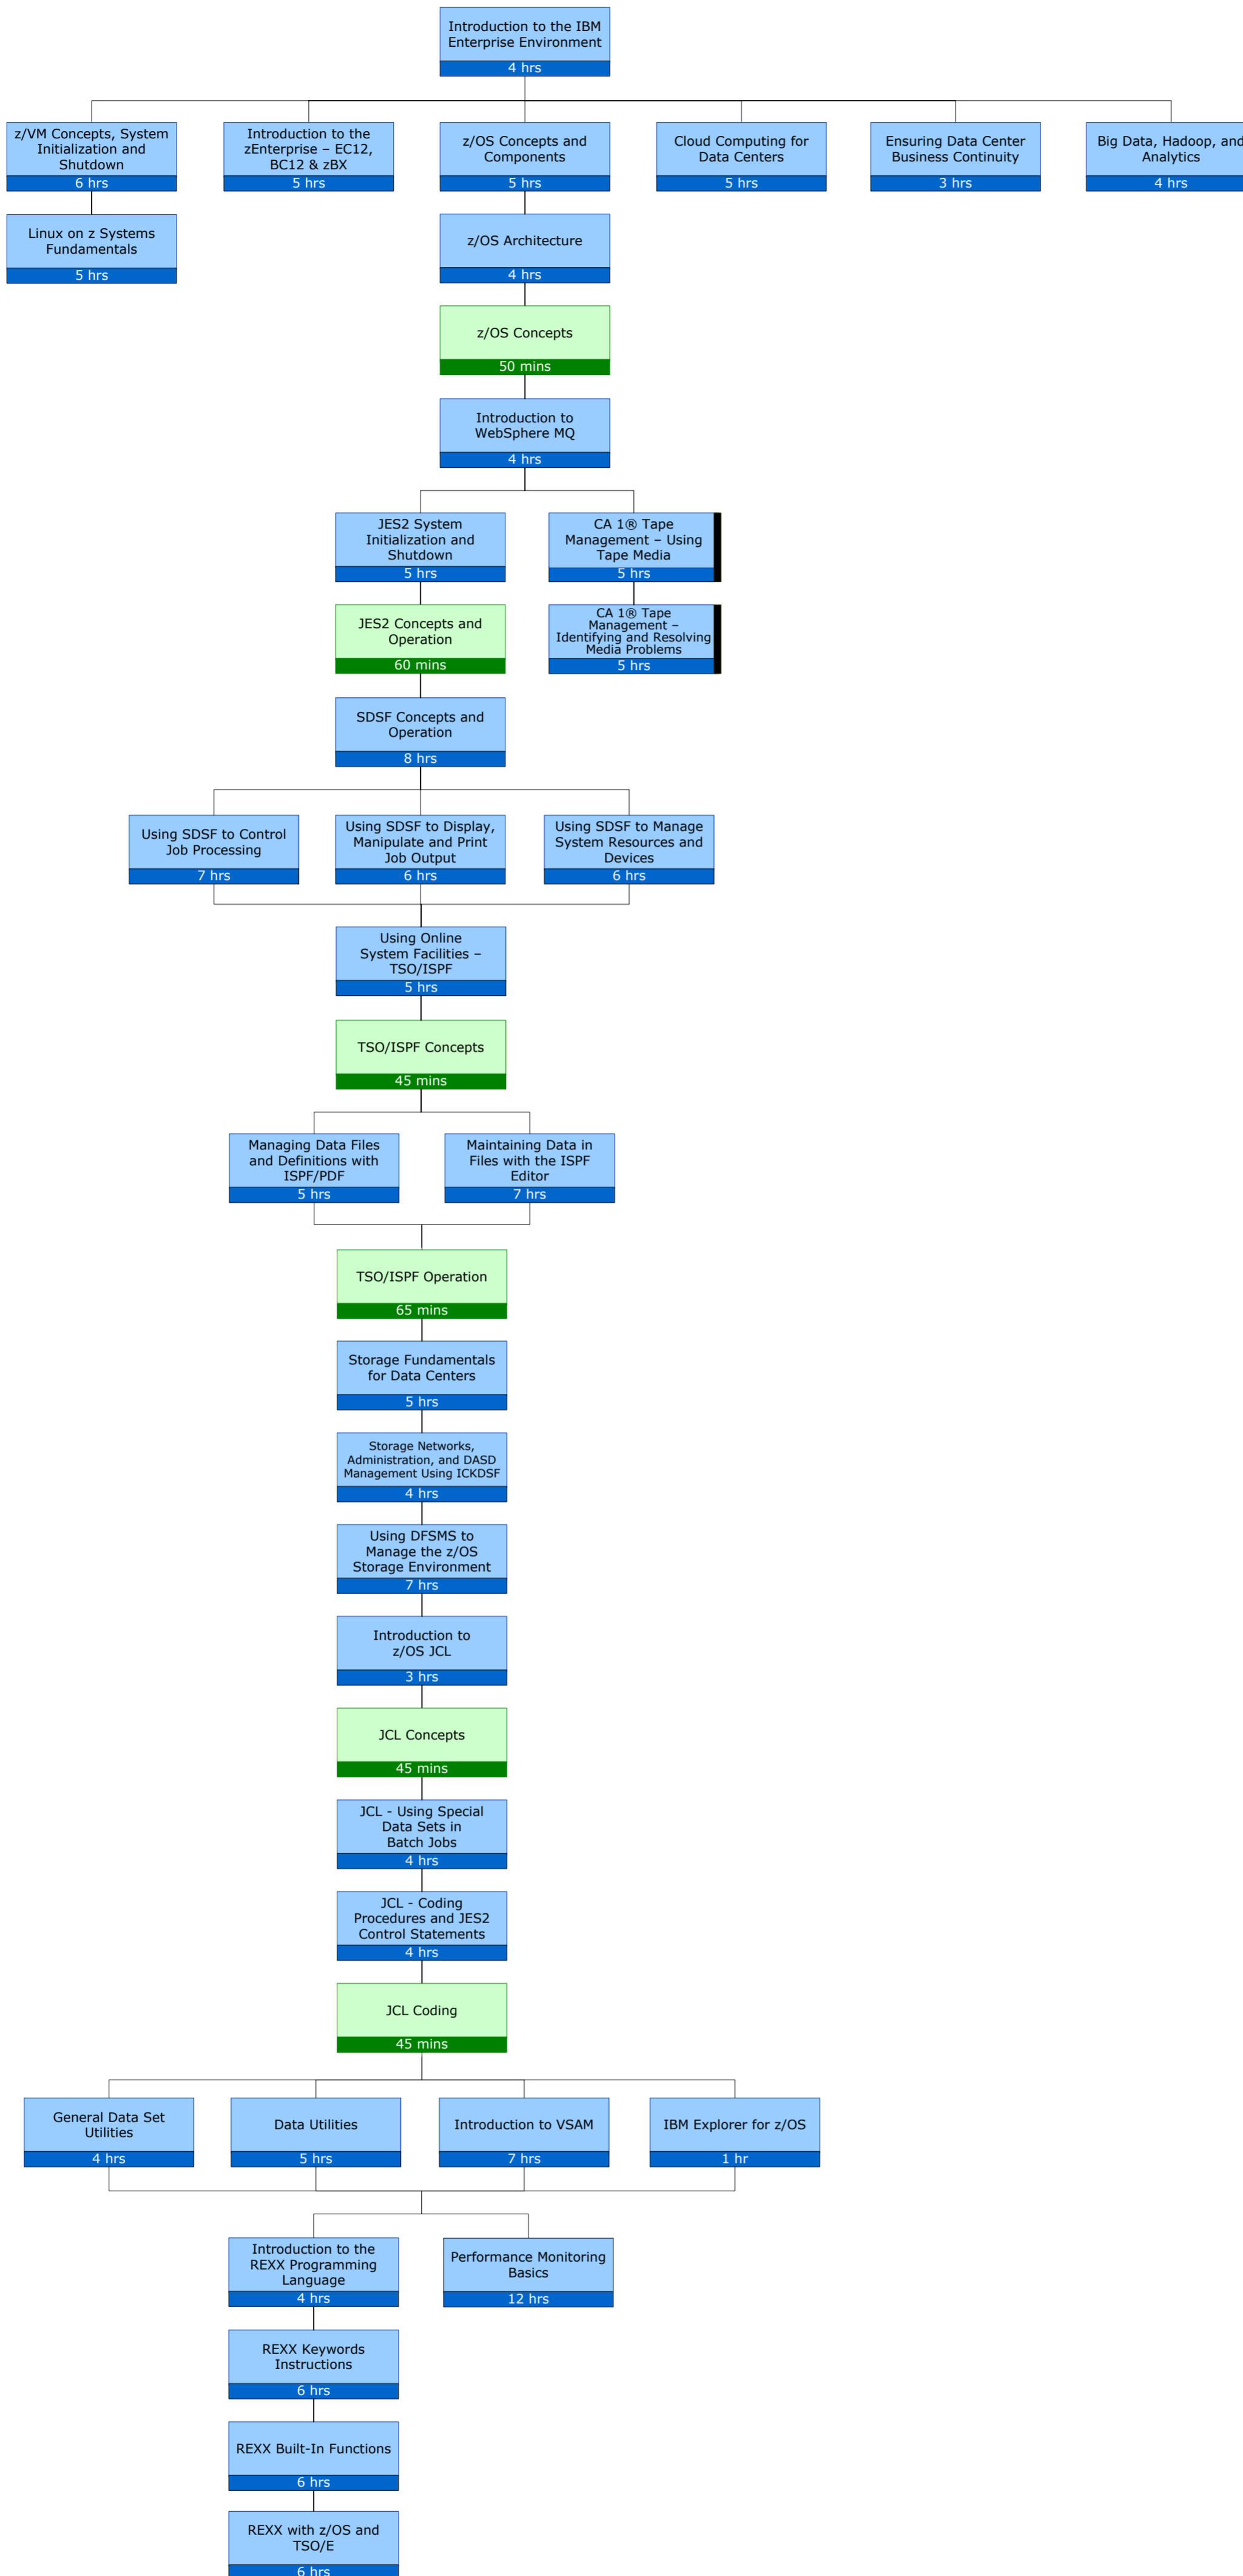 Introduction to the IBM
Enterprise Environment
4 hrs
z/VM Concepts, System
Initialization and
Shutdown
6 hrs
Introduction to the
zEnterprise – EC12,
BC12 & zBX
5 hrs
z/OS Concepts and
Components
5 hrs
Cloud Computing for
Data Centers
5 hrs
Ensuring Data Center
Business Continuity
3 hrs
Big Data, Hadoop, and
Analytics
4 hrs
Linux on z Systems
Fundamentals
5 hrs
z/OS Architecture
4 hrs
z/OS Concepts
50 mins
Introduction to
WebSphere MQ
4 hrs
JES2 System
Initialization and
Shutdown
5 hrs
CA 1® Tape
Management – Using
Tape Media
5 hrs
JES2 Concepts and
Operation
60 mins
CA 1® Tape
Management –
Identifying and Resolving
Media Problems
5 hrs
SDSF Concepts and
Operation
8 hrs
Using SDSF to Control
Job Processing
7 hrs
Using SDSF to Display,
Manipulate and Print
Job Output
6 hrs
Using SDSF to Manage
System Resources and
Devices
6 hrs
Using Online
System Facilities –
TSO/ISPF
5 hrs
TSO/ISPF Concepts
45 mins
Managing Data Files
and Definitions with
ISPF/PDF
5 hrs
Maintaining Data in
Files with the ISPF
Editor
7 hrs
TSO/ISPF Operation
65 mins
Storage Fundamentals
for Data Centers
5 hrs
Storage Networks,
Administration, and DASD
Management Using ICKDSF
4 hrs
Using DFSMS to
Manage the z/OS
Storage Environment
7 hrs
Introduction to
z/OS JCL
3 hrs
JCL Concepts
45 mins
JCL - Using Special
Data Sets in
Batch Jobs
4 hrs
JCL - Coding
Procedures and JES2
Control Statements
4 hrs
JCL Coding
45 mins
General Data Set
Utilities
4 hrs
Data Utilities
5 hrs
Introduction to VSAM
7 hrs
IBM Explorer for z/OS
1 hr
Introduction to the
REXX Programming
Language
4 hrs
Performance Monitoring
Basics
12 hrs
REXX Keywords
Instructions
6 hrs
REXX Built-In Functions
6 hrs
REXX with z/OS and
TSO/E
6 hrs